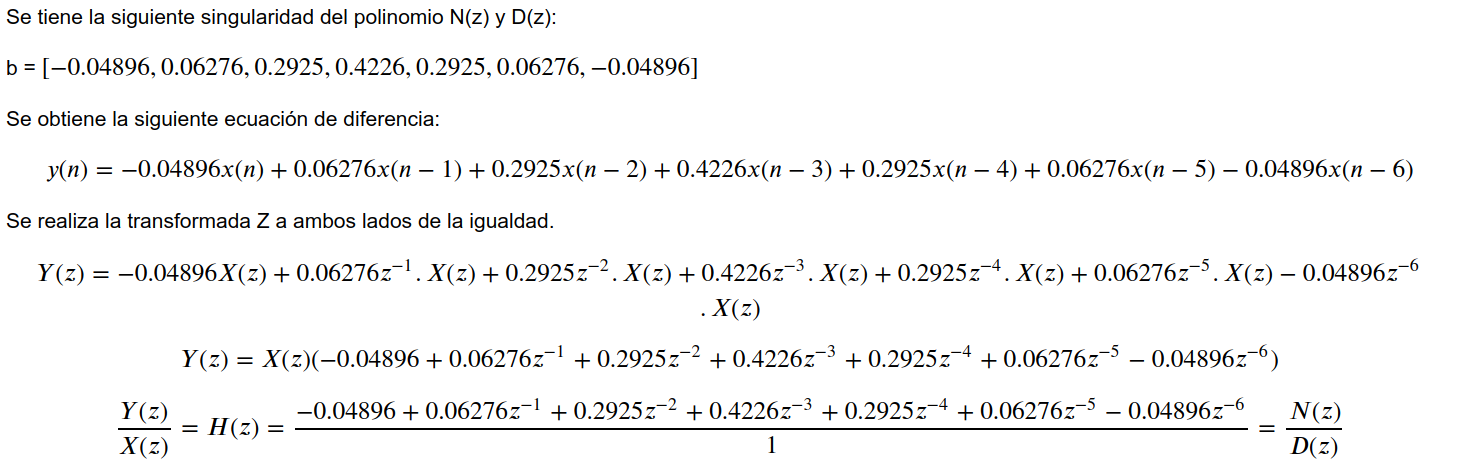 Se tiene la siguiente singularidad del polinomio N(z) y D(z):
b = [−0.04896, 0.06276, 0.2925, 0.4226, 0.2925, 0.06276, −0.04896]
Se obtiene la siguiente ecuación de diferencia:
y(n) = −0.04896x(n) + 0.06276x(n − 1) + 0.2925x(n − 2) + 0.4226x(n − 3) + 0.2925x(n − 4) + 0.06276x(n − 5) − 0.04896x(n − 6)
Se realiza la transformada Z a ambos lados de la igualdad.
Y(z) = −0.04896X(z) + 0.06276z⁻¹. X(z) + 0.2925z⁻². X(z) + 0.4226z⁻³. X(z) + 0.2925z⁻⁴. X(z) + 0.06276z⁻⁵. X(z) − 0.04896z⁻⁶
. X(z)
Y(z) = X(z)(−0.04896 + 0.06276z⁻¹ + 0.2925z⁻² + 0.4226z⁻³ + 0.2925z⁻⁴ + 0.06276z⁻⁵ − 0.04896z⁻⁶)
Y(z)/X(z) = H(z) = −0.04896 + 0.06276z⁻¹ + 0.2925z⁻² + 0.4226z⁻³ + 0.2925z⁻⁴ + 0.06276z⁻⁵ − 0.04896z⁻⁶/1 = N(z)/D(z)